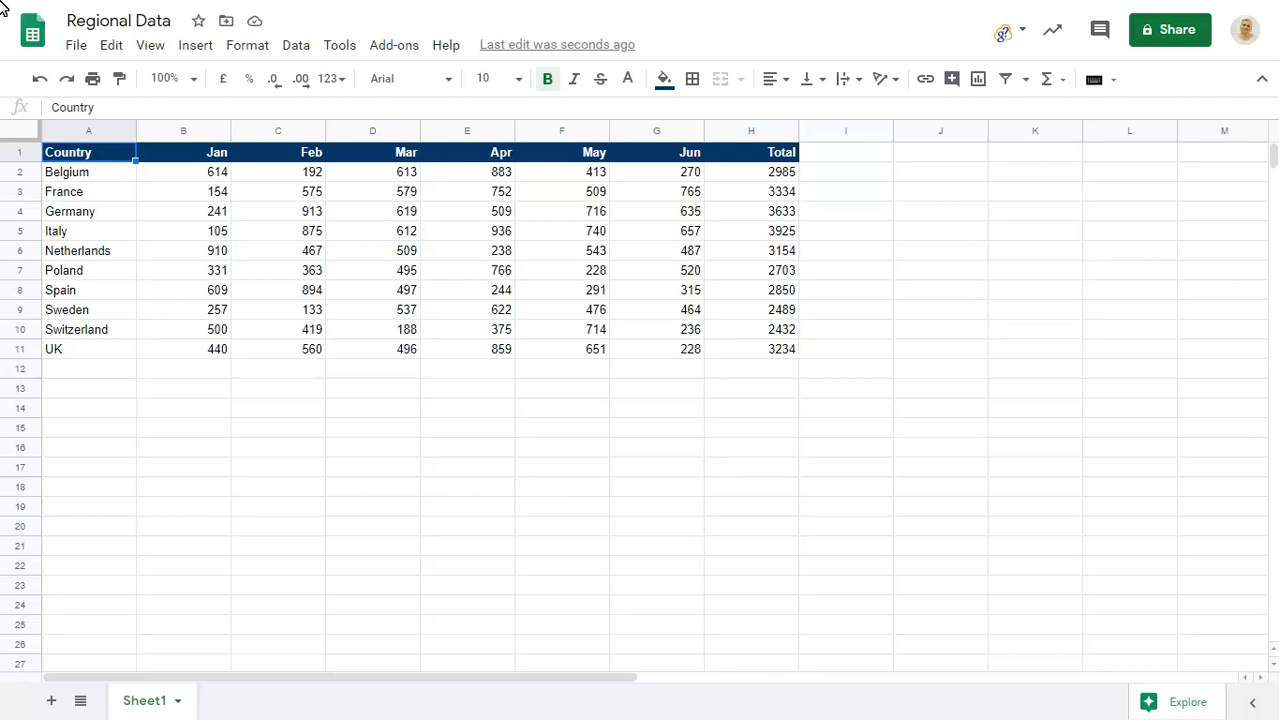 Regional Data
Share
File Edit View Insert Format Data Tools Add-ons Help Last edit was seconds ago
100% £ % .0 .00 123 Arial 10 B I S A
fx Country
A B C D E F G H I J K L M
1 Country Jan Feb Mar Apr May Jun Total
2 Belgium 614 192 613 883 413 270 2985
3 France 154 575 579 752 509 765 3334
4 Germany 241 913 619 509 716 635 3633
5 Italy 105 875 612 936 740 657 3925
6 Netherlands 910 467 509 238 543 487 3154
7 Poland 331 363 495 766 228 520 2703
8 Spain 609 894 497 244 291 315 2850
9 Sweden 257 133 537 622 476 464 2489
10 Switzerland 500 419 188 375 714 236 2432
11 UK 440 560 496 859 651 228 3234
12
13
14
15
16
17
18
19
20
21
22
23
24
25
26
27
Sheet1 Explore